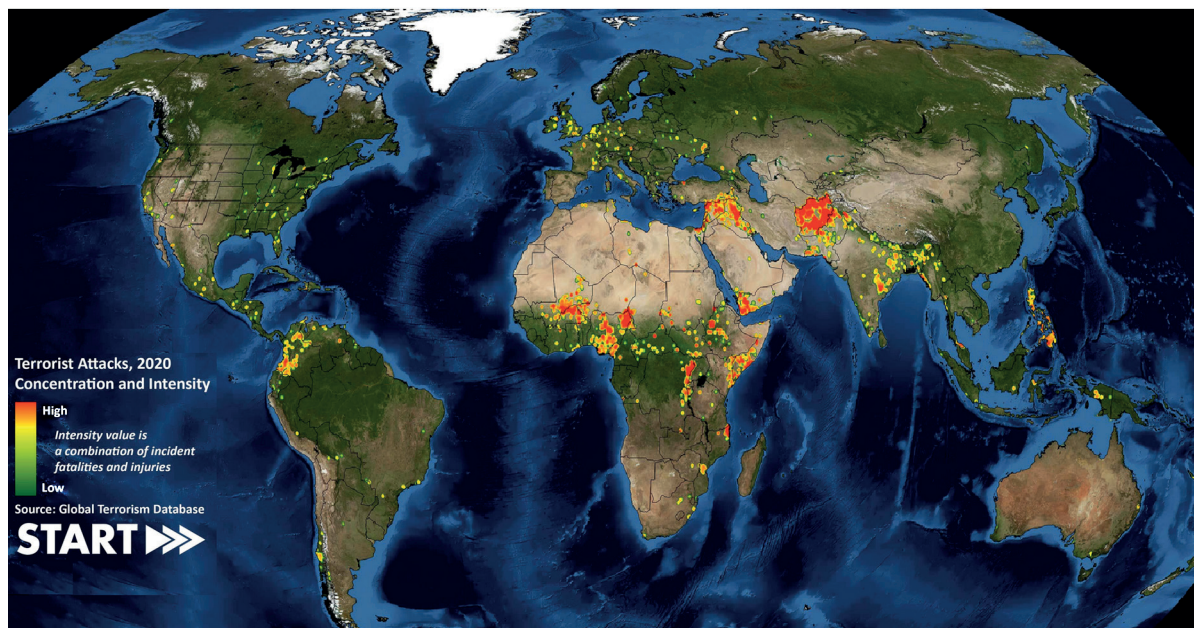 Terrorist Attacks, 2020
Concentration and Intensity
High
Intensity value is
a combination of incident
fatalities and injuries
Low
Source: Global Terrorism Database
START